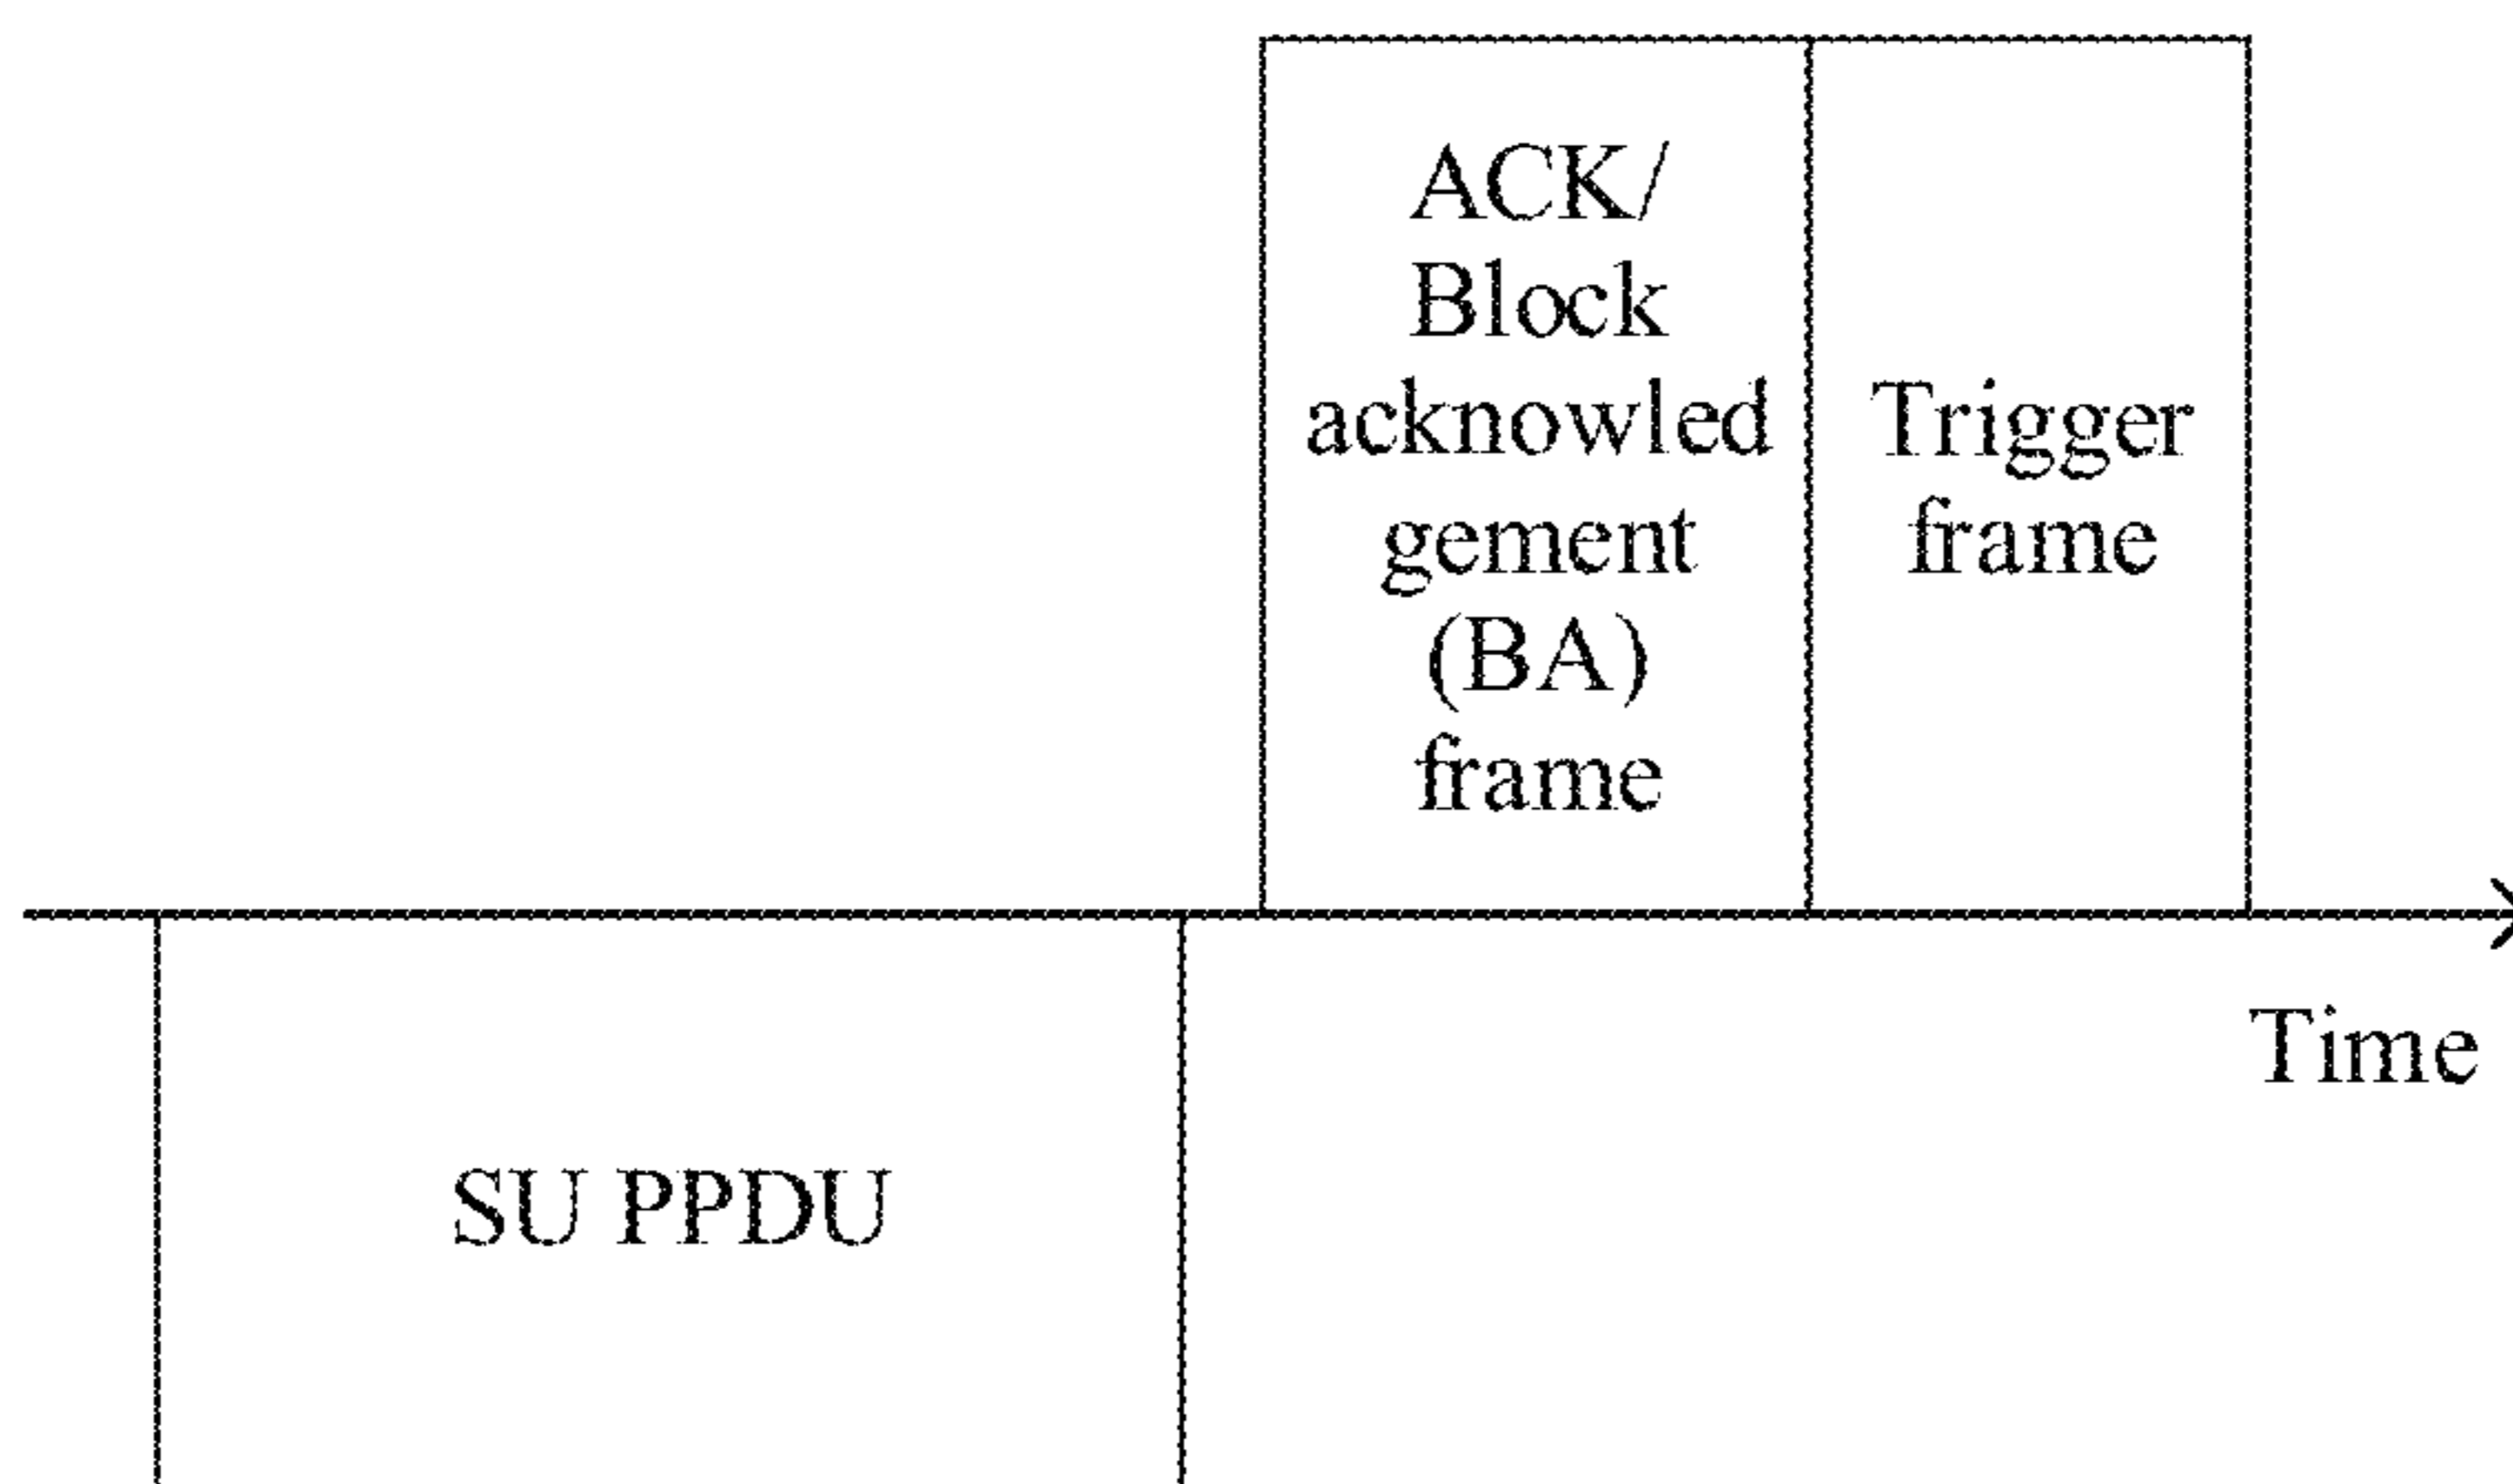 ACK/
Block
acknowled
gement
(BA)
frame
Trigger
frame
Time
SU PPDU